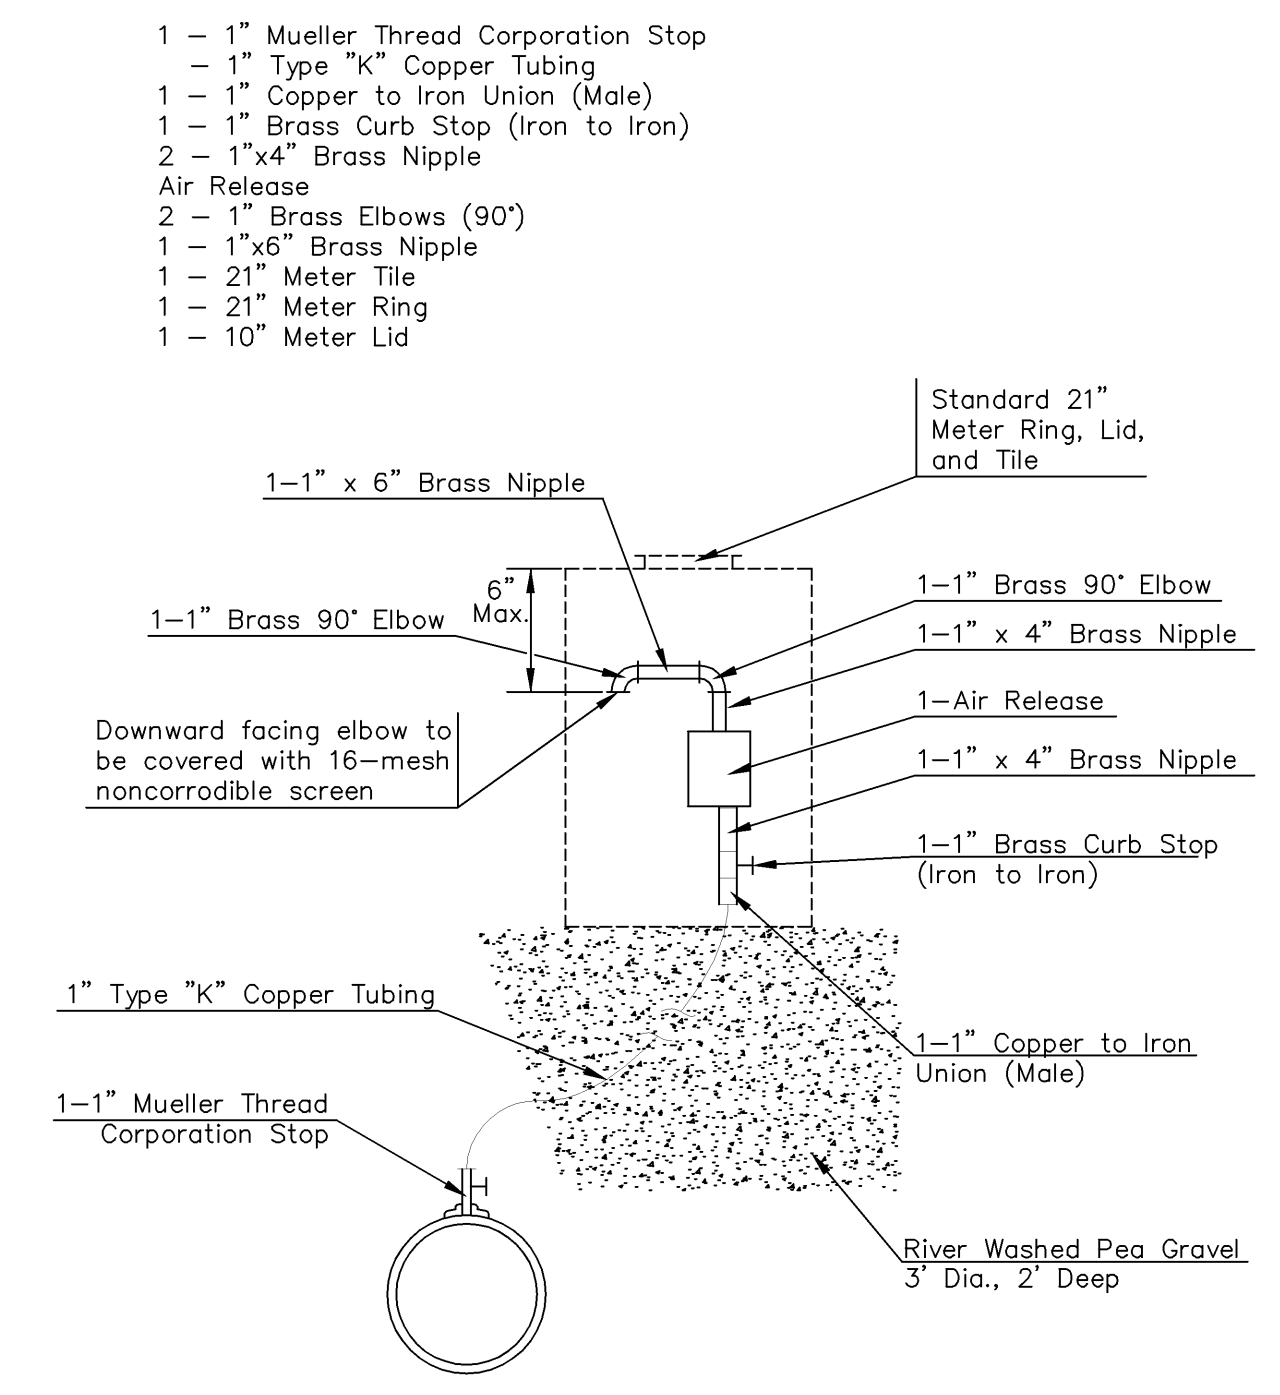 1 – 1" Mueller Thread Corporation Stop
– 1" Type "K" Copper Tubing
1 – 1" Copper to Iron Union (Male)
1 – 1" Brass Curb Stop (Iron to Iron)
2 – 1"x4" Brass Nipple
Air Release
2 – 1" Brass Elbows (90°)
1 – 1"x6" Brass Nipple
1 – 21" Meter Tile
1 – 21" Meter Ring
1 – 10" Meter Lid
Standard 21"
Meter Ring, Lid,
and Tile
1–1" x 6" Brass Nipple
6"
Max.
1–1" Brass 90° Elbow
1–1" Brass 90° Elbow
1–1" x 4" Brass Nipple
1–Air Release
Downward facing elbow to
be covered with 16–mesh
noncorrodible screen
1–1" x 4" Brass Nipple
1–1" Brass Curb Stop
(Iron to Iron)
1" Type "K" Copper Tubing
1–1" Copper to Iron
Union (Male)
1–1" Mueller Thread
Corporation Stop
River Washed Pea Gravel
3' Dia., 2' Deep